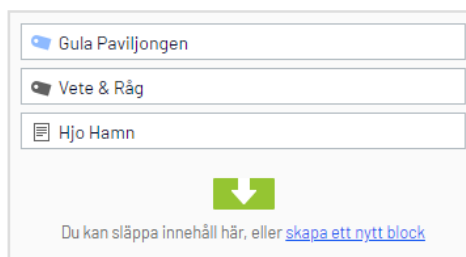 Gula Paviljongen
Vete & Råg
Hjo Hamn
Du kan släppa innehåll här, eller skapa ett nytt block